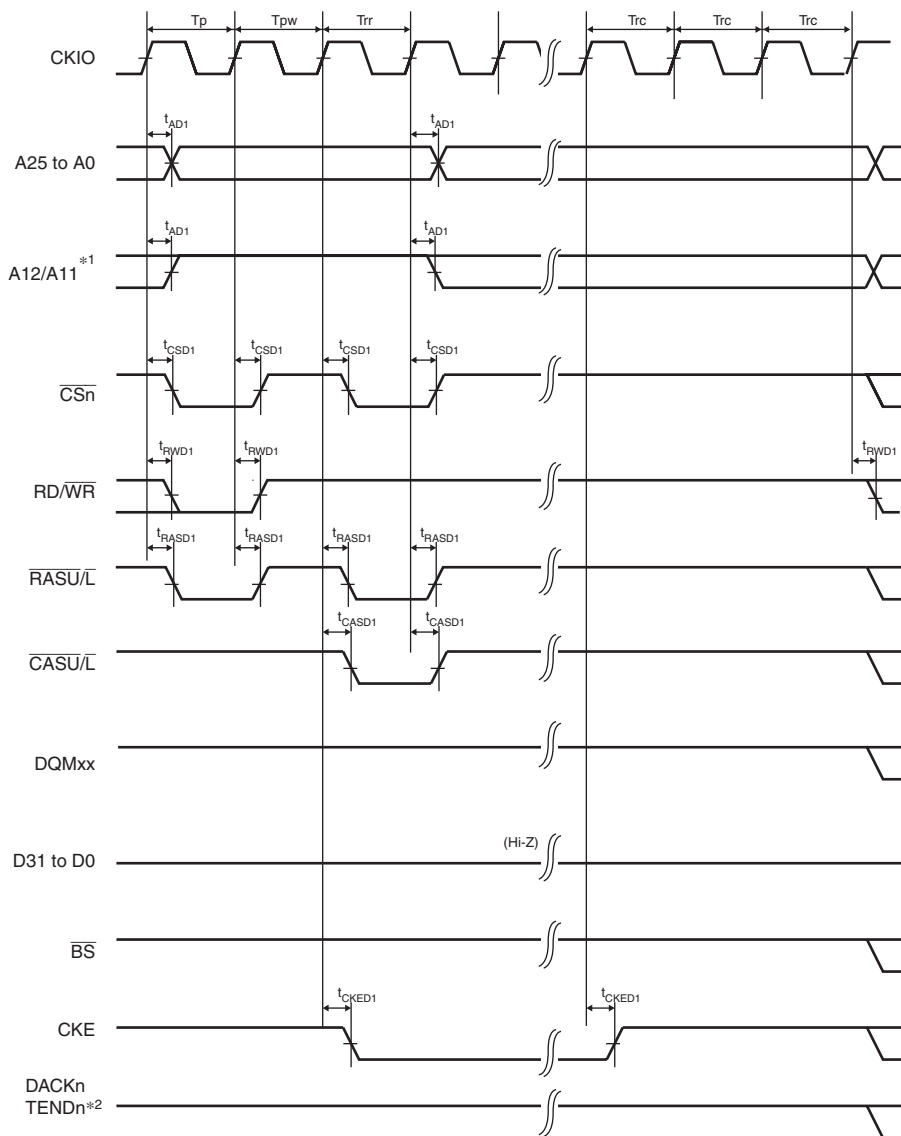 Tp Tpw Trr Trc Trc Trc
CKIO
tAD1 tAD1
A25 to A0
tAD1 tAD1
A12/A11*1
tCSD1 tCSD1 tCSD1 tCSD1
CSn
tRWD1 tRWD1 tRWD1
RD/WR
tRASD1 tRASD1 tRASD1 tRASD1
RASU/L
tCASD1 tCASD1
CASU/L
DQMxx
(Hi-Z)
D31 to D0
BS
tCKED1 tCKED1
CKE
DACKn
TENDn*2